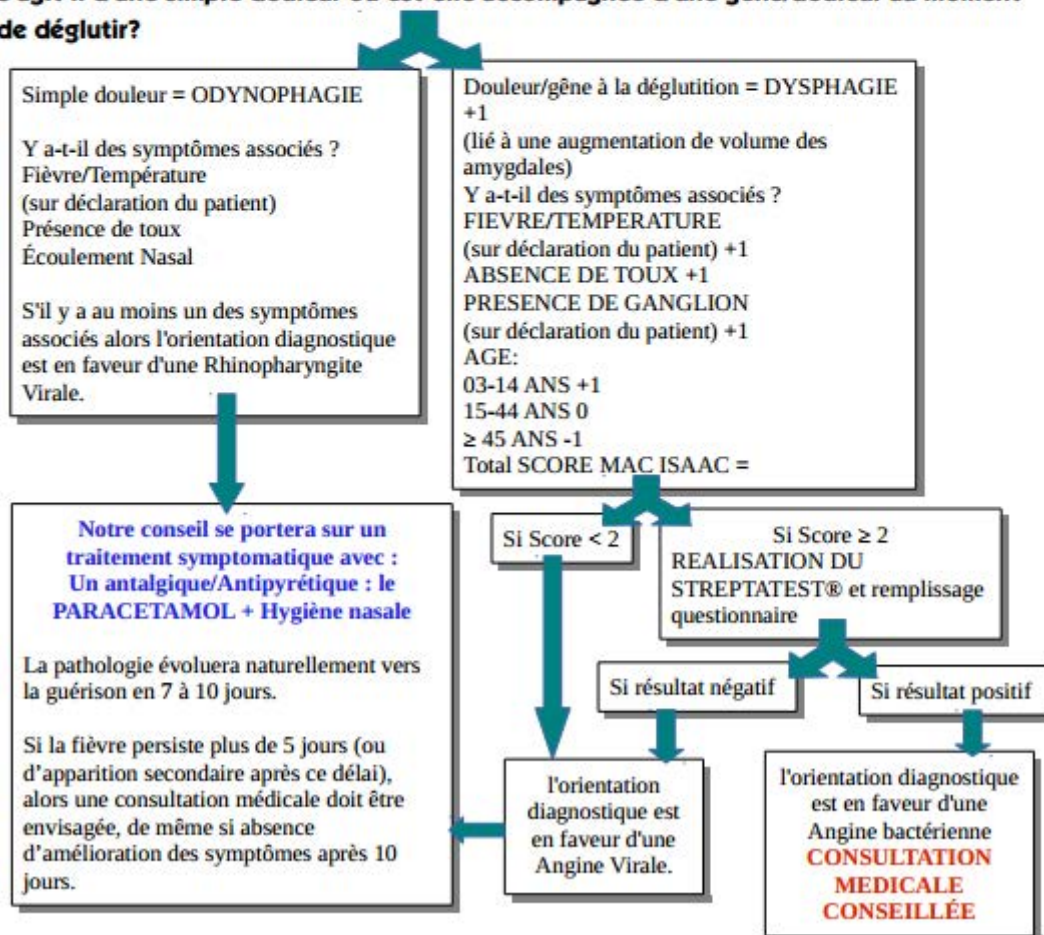 de déglutir?
Simple douleur = ODYNOPHAGIE
Y a-t-il des symptômes associés ?
Fièvre/Température
(sur déclaration du patient)
Présence de toux
Écoulement Nasal
S'il y a au moins un des symptômes
associés alors l'orientation diagnostique
est en faveur d'une Rhinopharyngite
Virale.
Douleur/gêne à la déglutition = DYSPHAGIE
+1
(lié à une augmentation de volume des
amygdales)
Y a-t-il des symptômes associés ?
FIEVRE/TEMPERATURE
(sur déclaration du patient) +1
ABSENCE DE TOUX +1
PRESENCE DE GANGLION
(sur déclaration du patient) +1
AGE:
03-14 ANS +1
15-44 ANS 0
≥ 45 ANS -1
Total SCORE MAC ISAAC =
Notre conseil se portera sur un
traitement symptomatique avec :
Un antalgique/Antipyrétique : le
PARACETAMOL + Hygiène nasale
La pathologie évoluera naturellement vers
la guérison en 7 à 10 jours.
Si la fièvre persiste plus de 5 jours (ou
d'apparition secondaire après ce délai),
alors une consultation médicale doit être
envisagée, de même si absence
d'amélioration des symptômes après 10
jours.
Si Score < 2
Si Score ≥ 2
REALISATION DU
STREPTATEST® et remplissage
questionnaire
Si résultat négatif
Si résultat positif
l'orientation
diagnostique est
en faveur d'une
Angine Virale.
l'orientation diagnostique
est en faveur d'une
Angine bactérienne
CONSULTATION
MEDICALE
CONSEILLÉE